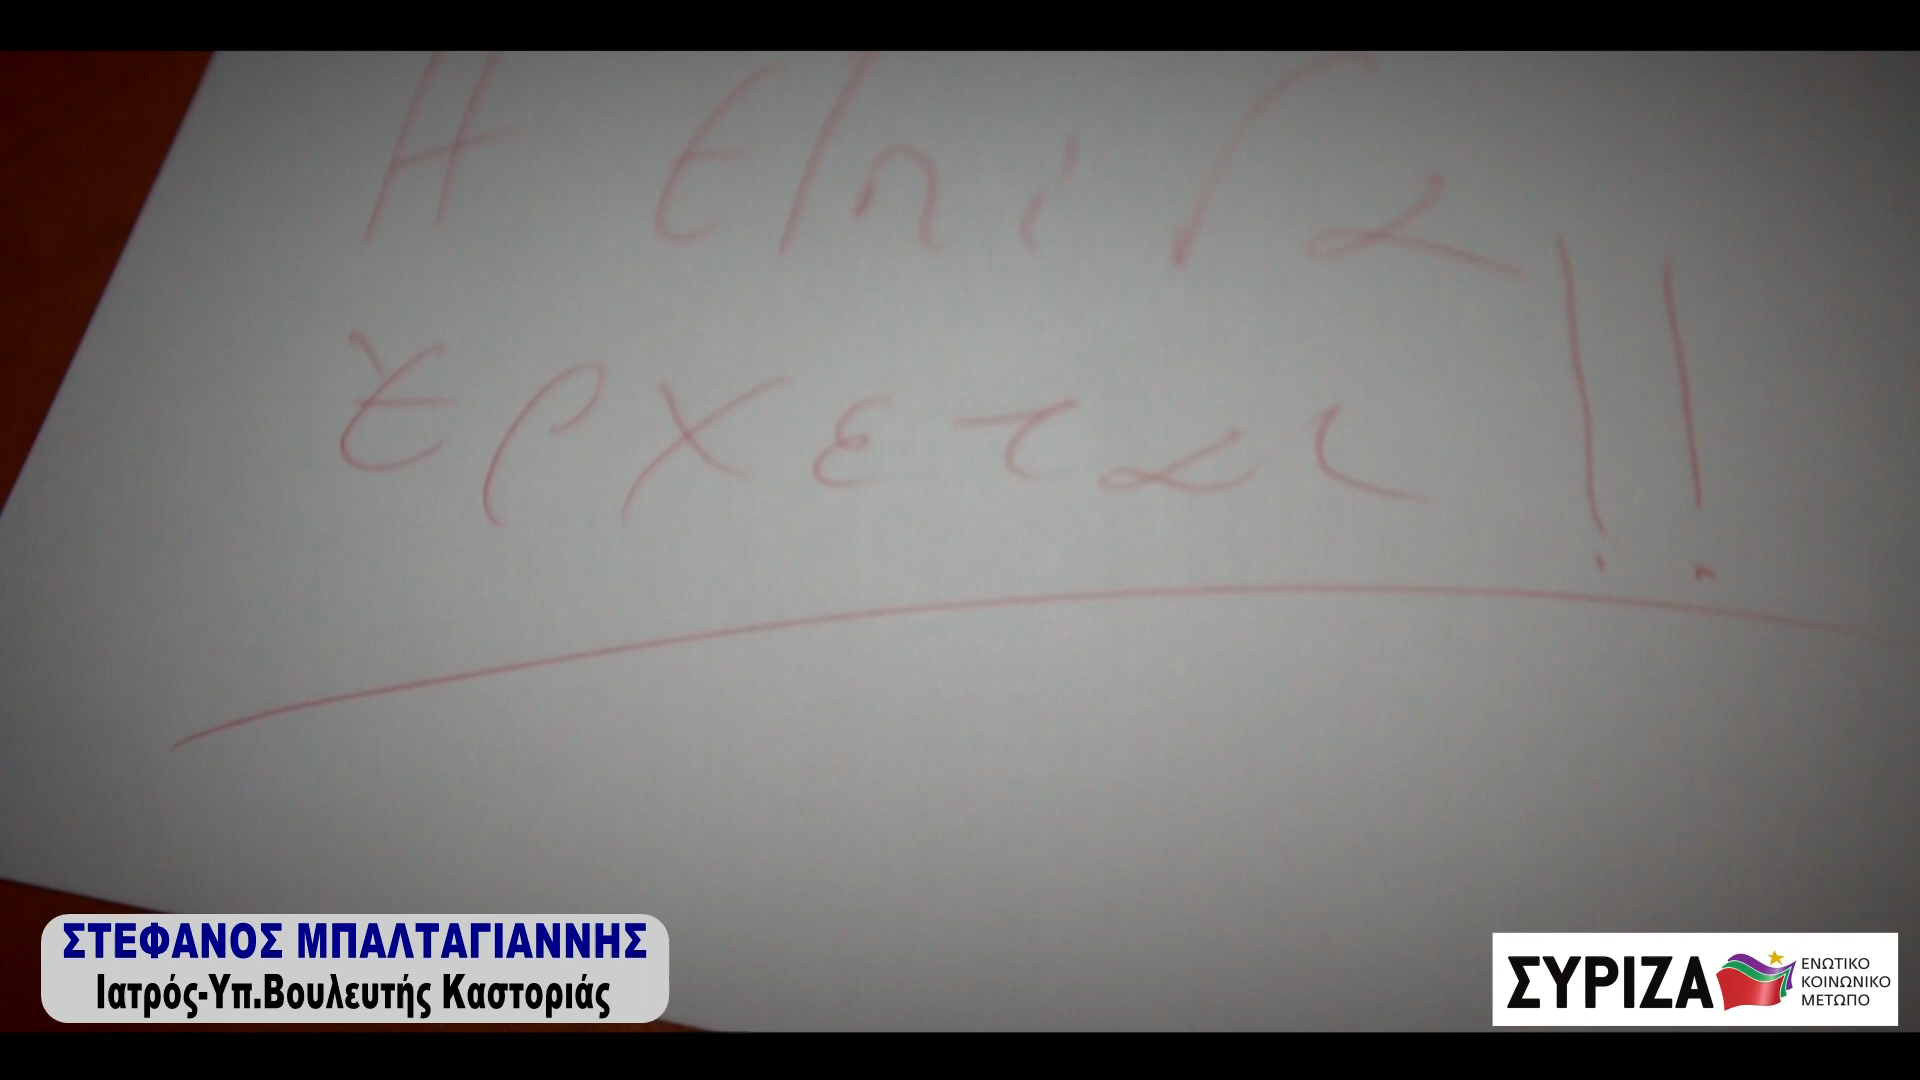 Η ελπίδα
έρχεται!!
ΣΤΕΦΑΝΟΣ ΜΠΑΛΤΑΓΙΑΝΝΗΣ
Ιατρός-Υπ.Βουλευτής Καστοριάς
ΣΥΡΙΖΑ
ΕΝΩΤΙΚΟ
ΚΟΙΝΩΝΙΚΟ
ΜΕΤΩΠΟ